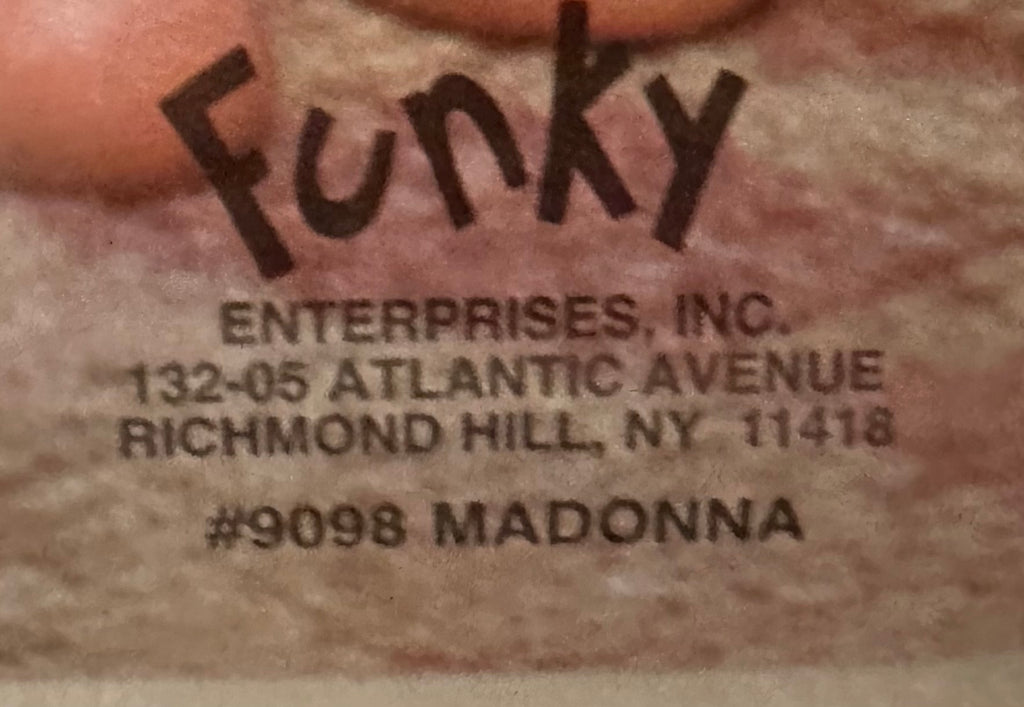 Funky
ENTERPRISES, INC.
132-05 ATLANTIC AVENUE
RICHMOND HILL, NY 11418
#9098 MADONNA